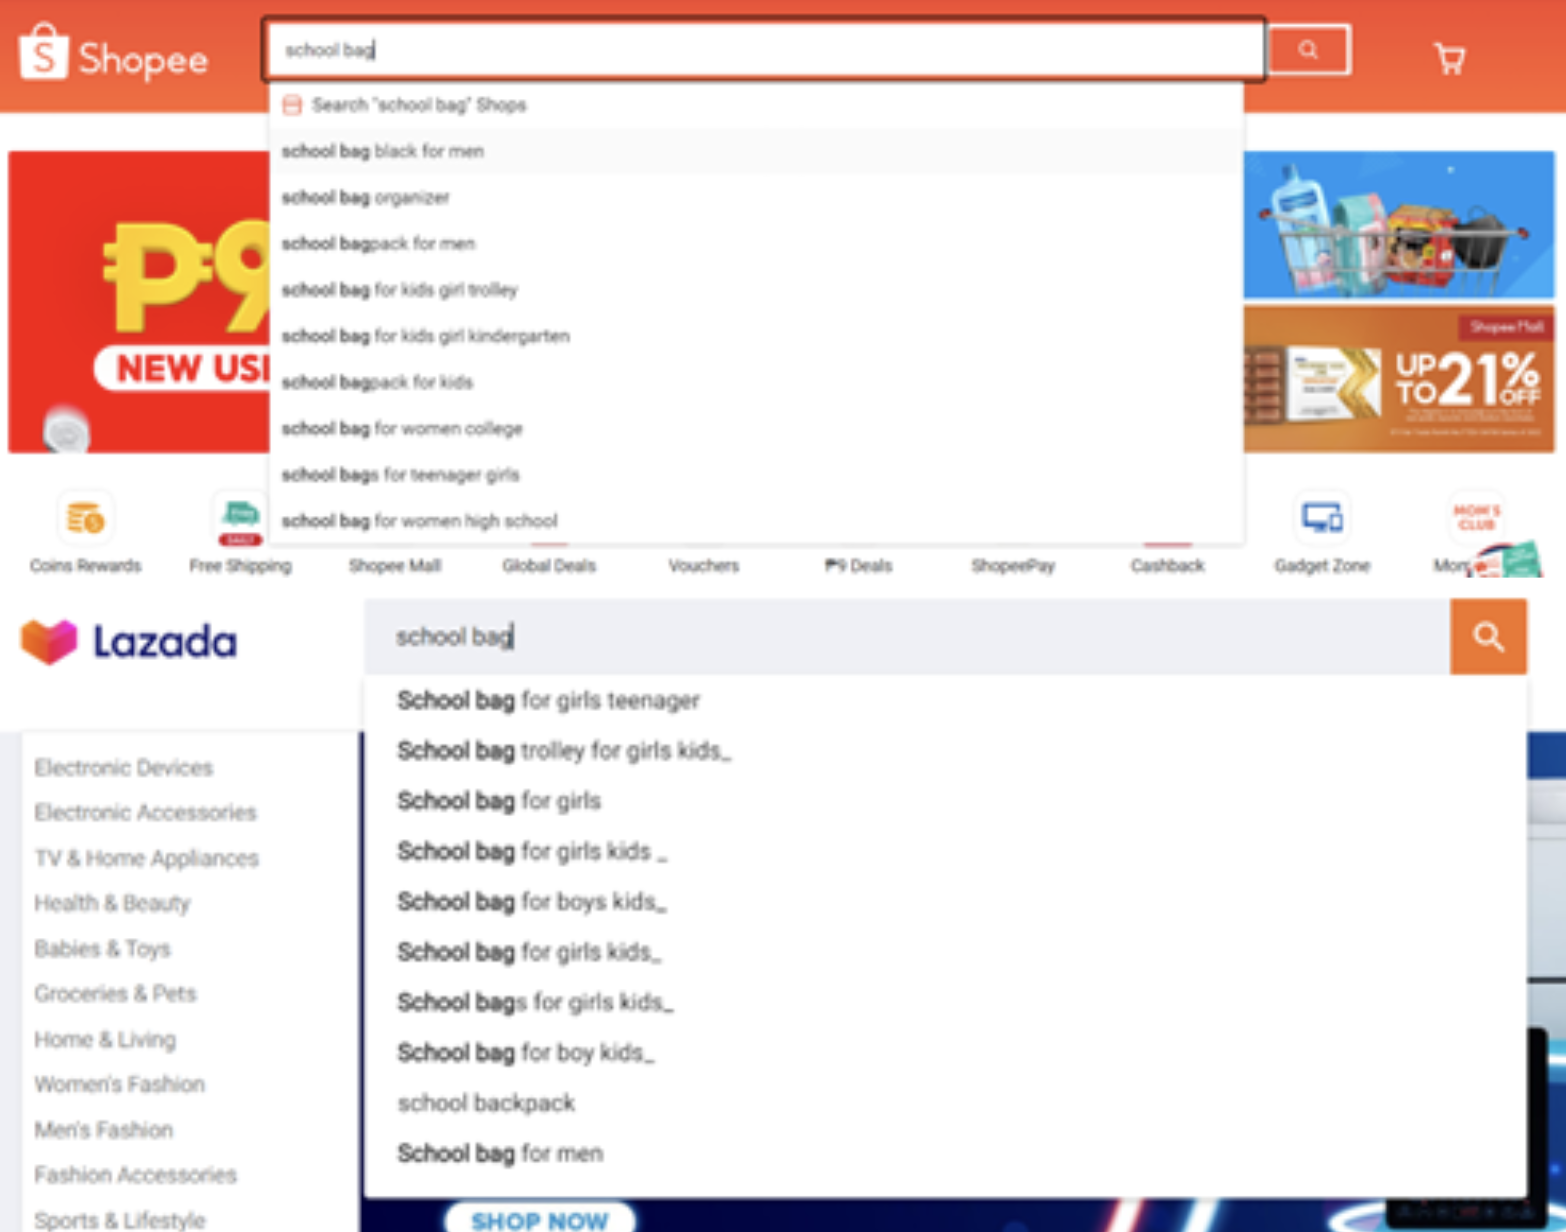 Shopee
school bag
Search "school bag" Shops
school bag black for men
school bag organizer
school bagpack for men
school bag for kids girl trolley
school bag for kids girl kindergarten
school bagpack for kids
school bag for women college
school bags for teenager girls
school bag for women high school
₱9
NEW USE
Shopee Mall
UP TO 21% OFF
Coins Rewards
Free Shipping
Shopee Mall
Global Deals
Vouchers
₱9 Deals
ShopeePay
Cashback
Gadget Zone
MOM'S
CLUB
Mom
Lazada
school bag
School bag for girls teenager
School bag trolley for girls kids_
School bag for girls
School bag for girls kids _
School bag for boys kids_
School bag for girls kids_
School bags for girls kids_
School bag for boy kids_
school backpack
School bag for men
Electronic Devices
Electronic Accessories
TV & Home Appliances
Health & Beauty
Babies & Toys
Groceries & Pets
Home & Living
Women's Fashion
Men's Fashion
Fashion Accessories
Sports & Lifestyle
SHOP NOW